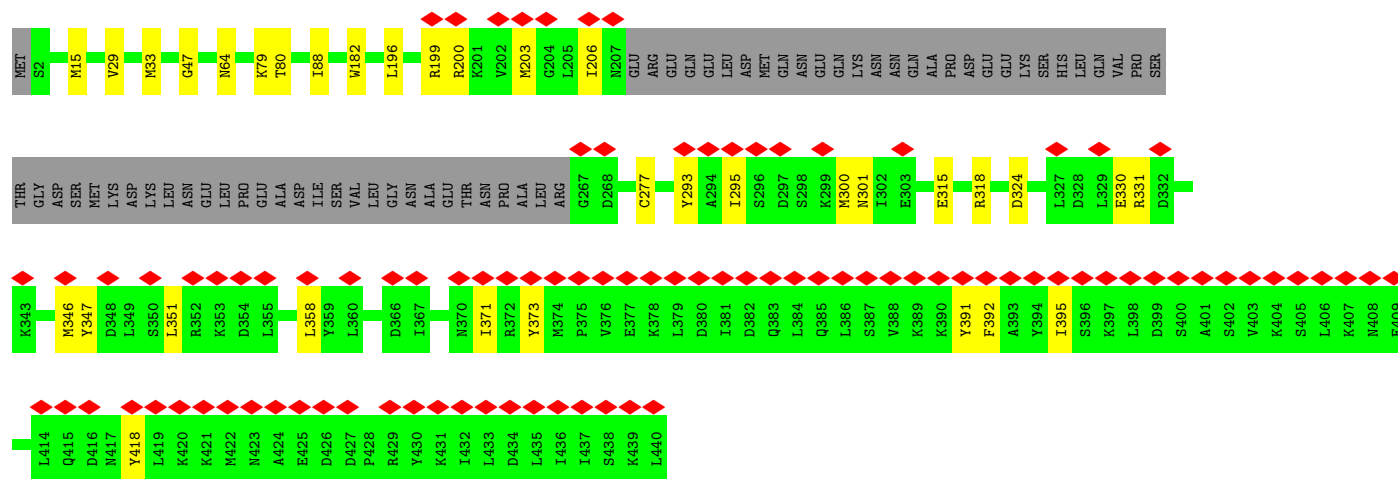 MET S2 M15 V29 M33 G47 N64 K79 T80 I88 W182 L196 R199 R200 K201 V202 M203 G204 L205 I206 N207 GLU ARG GLU GLN GLU LEU ASP MET GLN ASN GLU GLN LYS ASN ASN GLN ALA PRO ASP GLU GLU LYS SER HIS LEU GLN VAL PRO SER
THR GLY ASP SER MET LYS ASP LYS LEU ASN GLU LEU PRO GLU ALA ASP ILE SER VAL LEU GLY ASN ALA GLU THR ASN PRO ALA LEU ARG G267 D268 C277 Y293 A294 I295 S296 D297 S298 K299 M300 N301 I302 E303 E315 R318 D324 L327 D328 L329 E330 R331 D332
K343 M346 Y347 D348 L349 S350 L351 R352 K353 D354 L355 L358 Y359 L360 D366 I367 N370 I371 R372 Y373 M374 P375 V376 E377 K378 L379 D380 I381 D382 Q383 L384 Q385 L386 S387 V388 K389 K390 Y391 F392 A393 Y394 I395 S396 K397 L398 D399 S400 A401 S402 V403 K404 S405 L406 K407 N408
L414 Q415 D416 N417 Y418 L419 K420 K421 M422 N423 A424 E425 D426 D427 P428 R429 Y430 K431 I432 L433 D434 L435 I436 I437 S438 K439 L440